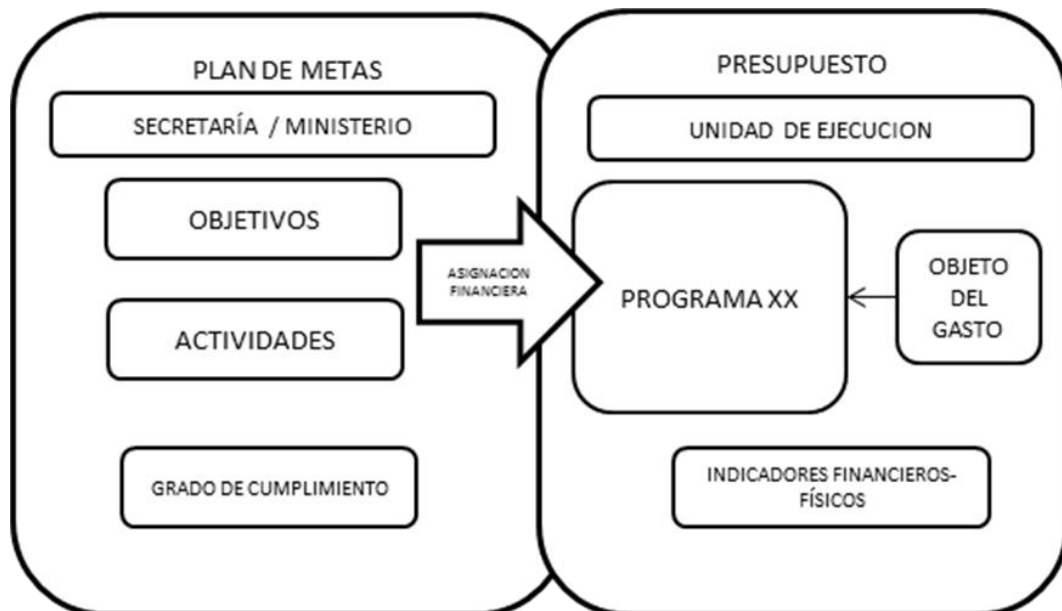 PLAN DE METAS
SECRETARÍA / MINISTERIO
OBJETIVOS
ACTIVIDADES
GRADO DE CUMPLIMIENTO
ASIGNACION
FINANCIERA
PRESUPUESTO
UNIDAD DE EJECUCION
PROGRAMA XX
OBJETO
DEL
GASTO
INDICADORES FINANCIEROS-
FÍSICOS